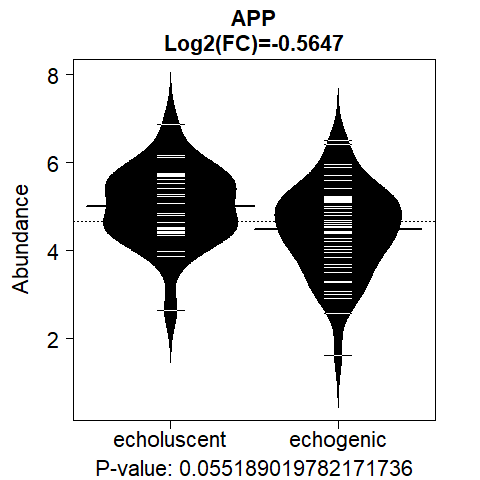 APP
Log2(FC)=-0.5647
8
6
4
2
Abundance
echoluscent echogenic
P-value: 0.055189019782171736